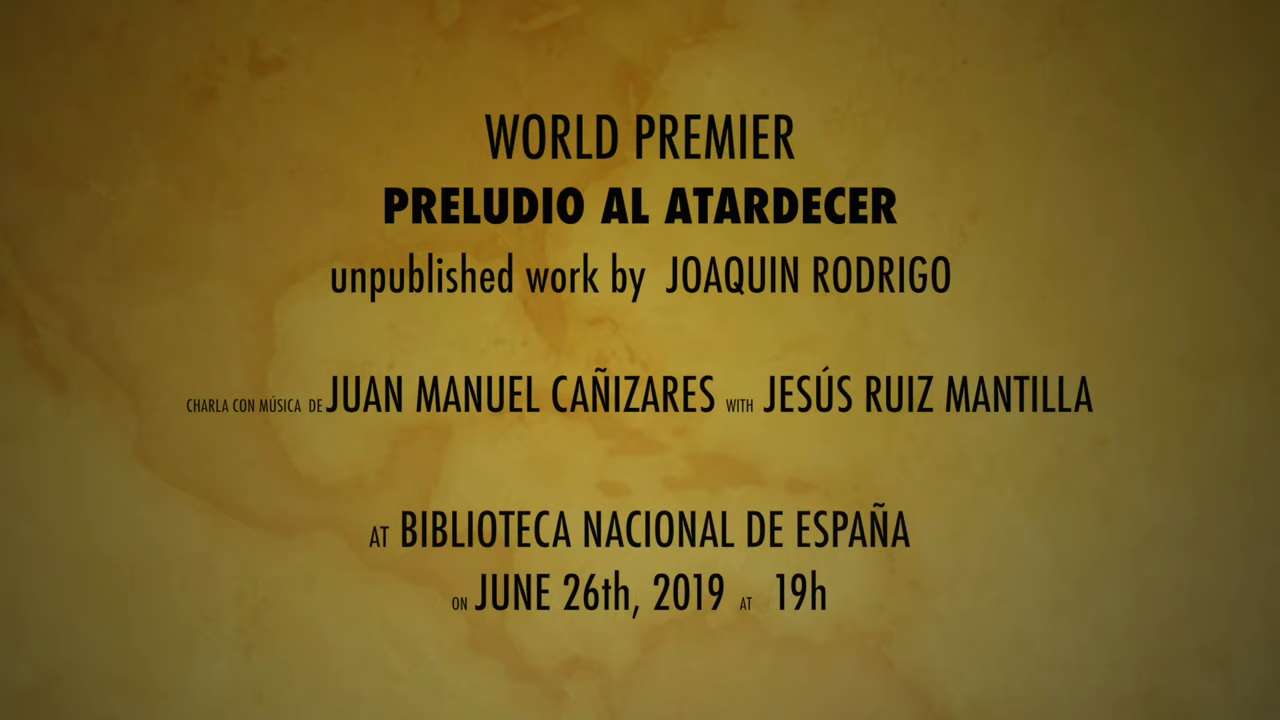 WORLD PREMIER
PRELUDIO AL ATARDECER
unpublished work by JOAQUIN RODRIGO
CHARLA CON MÚSICA DE JUAN MANUEL CAÑIZARES WITH JESÚS RUIZ MANTILLA
AT BIBLIOTECA NACIONAL DE ESPAÑA
ON JUNE 26th, 2019 AT 19h